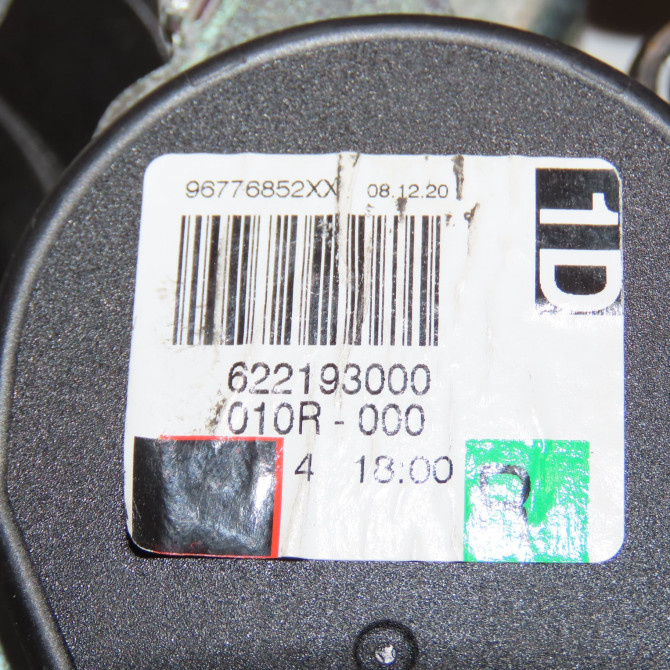 96776852XX 08.12.20
1D
622193000
010R - 000
4 18:00
D